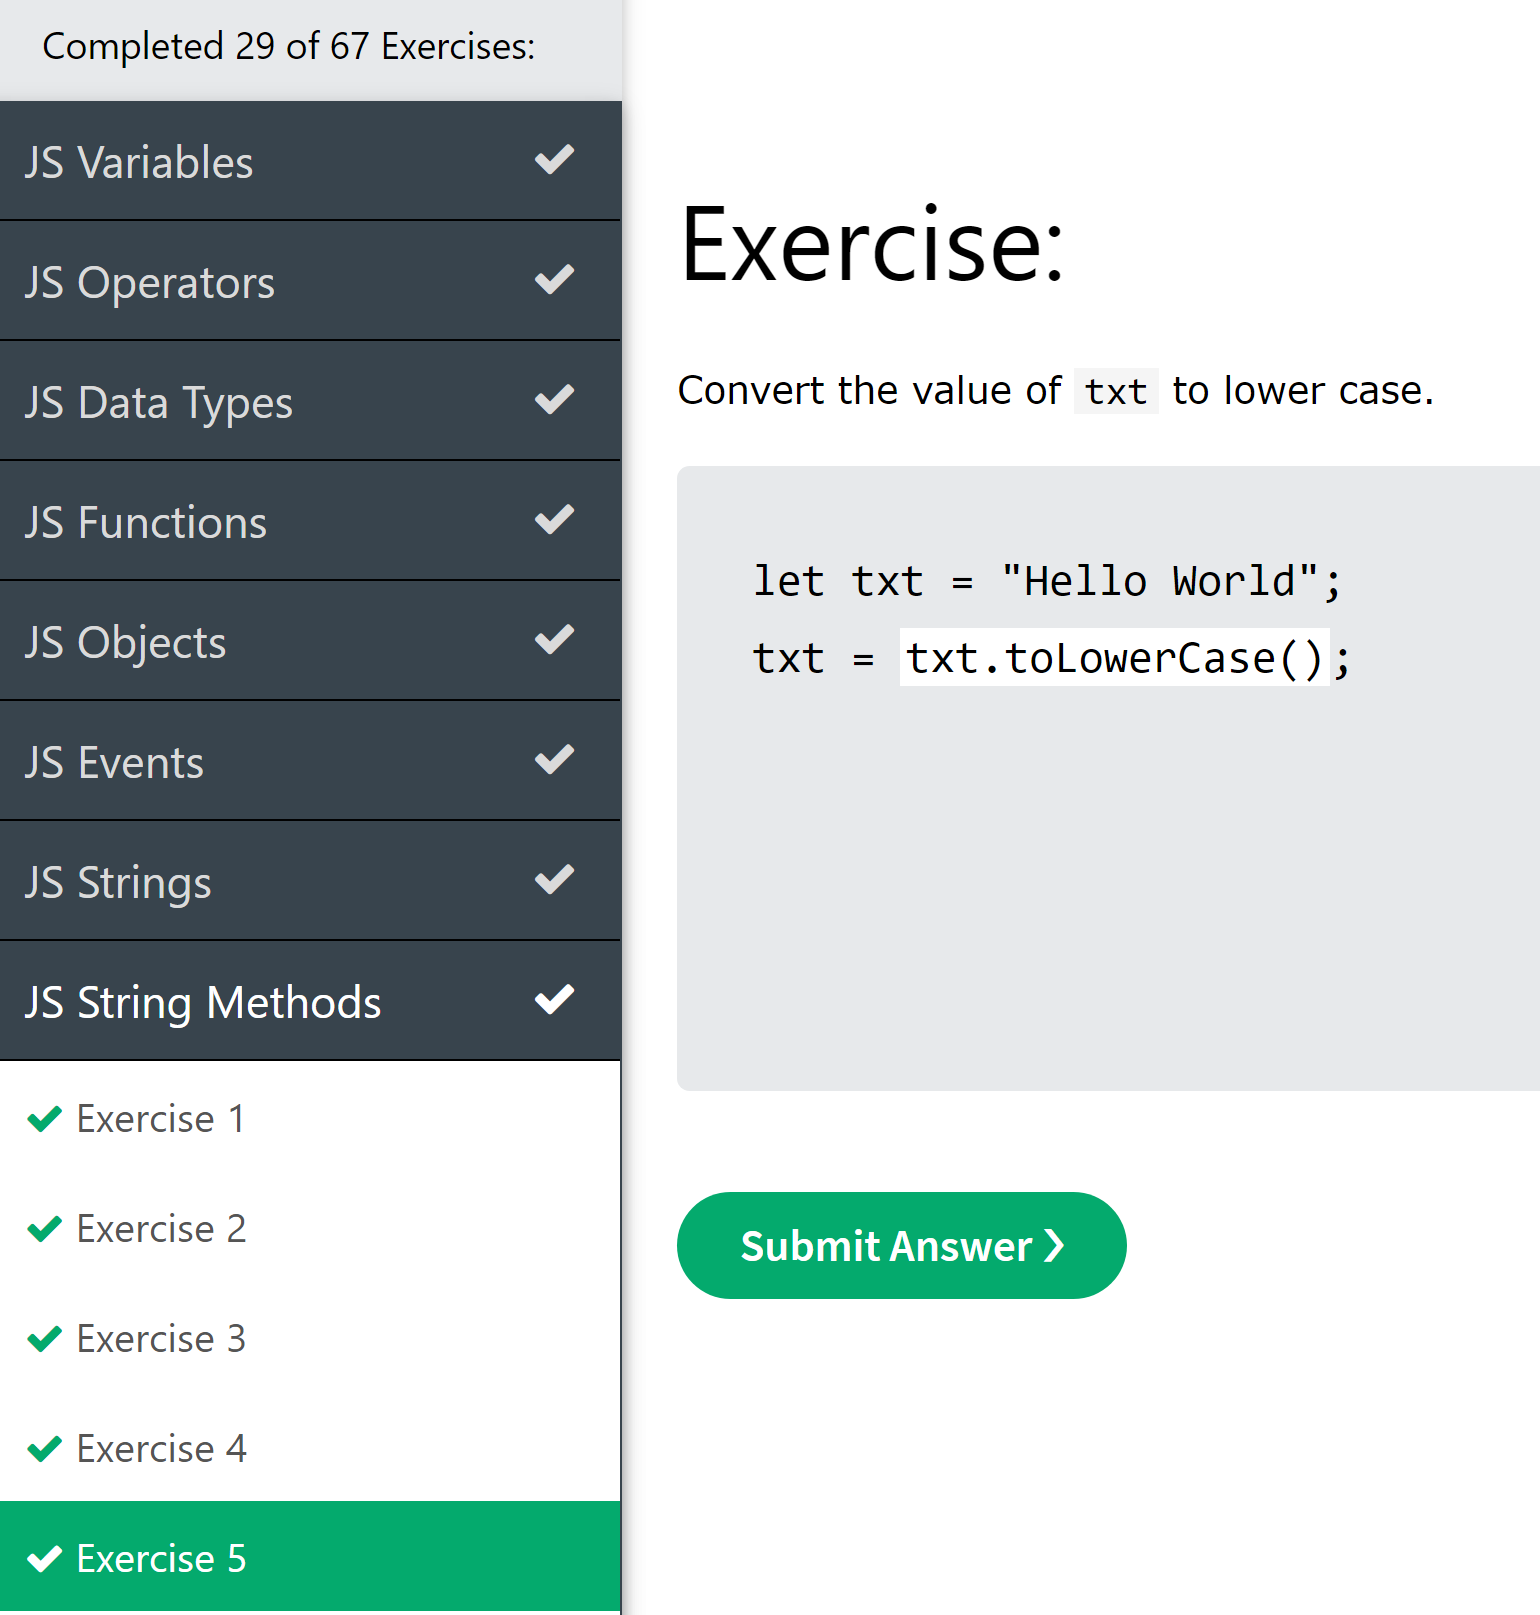 Completed 29 of 67 Exercises:
JS Variables
JS Operators
JS Data Types
JS Functions
JS Objects
JS Events
JS Strings
JS String Methods
Exercise 1
Exercise 2
Exercise 3
Exercise 4
Exercise 5
Exercise:
Convert the value of txt to lower case.
let txt = "Hello World";
txt = txt.toLowerCase();
Submit Answer ❯